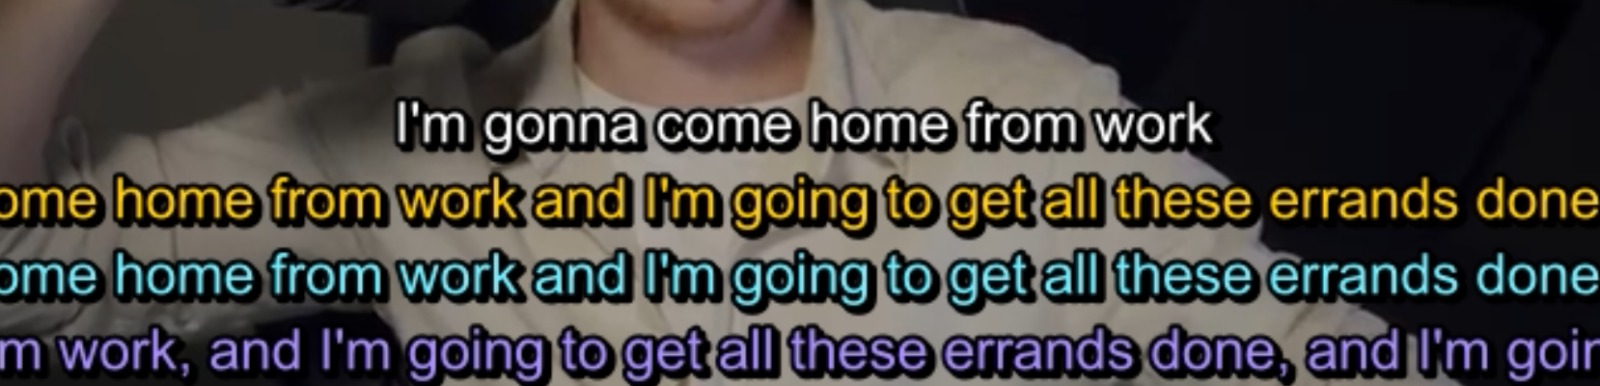 I'm gonna come home from work
ome home from work and I'm going to get all these errands done
ome home from work and I'm going to get all these errands done
m work, and I'm going to get all these errands done, and I'm goin